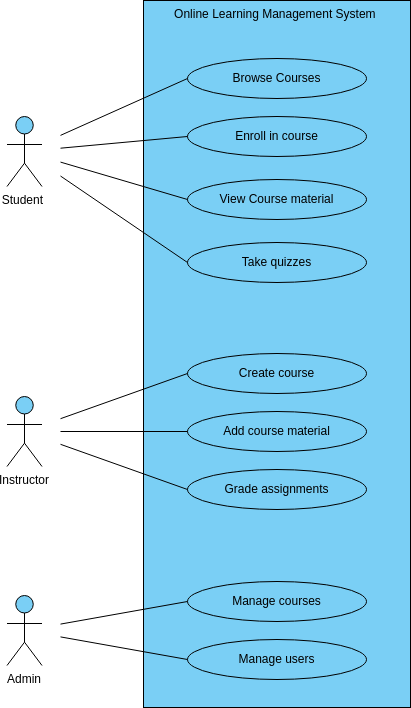 Online Learning Management System
Browse Courses
Enroll in course
View Course material
Take quizzes
Student
Create course
Add course material
Grade assignments
Instructor
Manage courses
Manage users
Admin